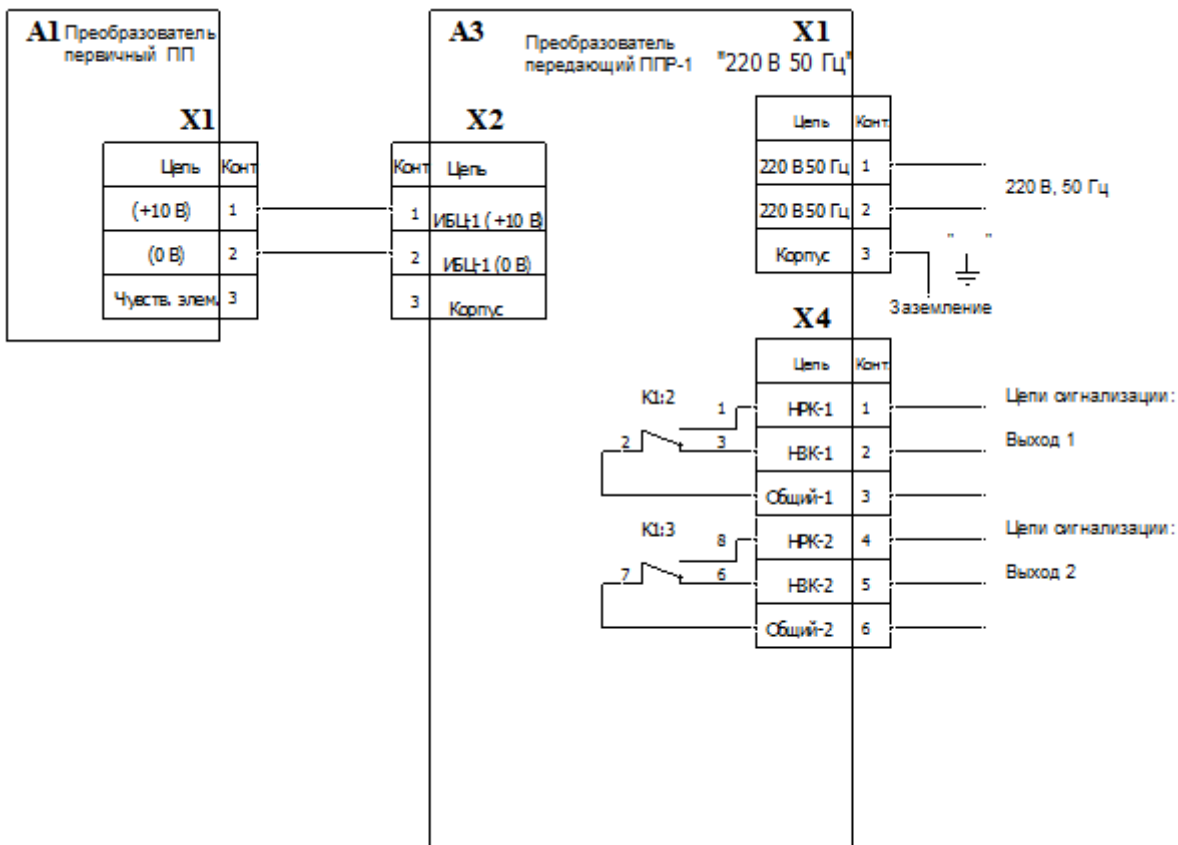 A1 Преобразователь
первичный ПП
X1
Цепь Конт
(+10 В) 1
(0 В) 2
Чувств. элем. 3
A3 Преобразователь
передающий ППР-1
X2
Конт Цепь
1 ИБЦ-1 ( +10 В)
2 ИБЦ-1 (0 В)
3 Корпус
X1
"220 В 50 Гц"
Цепь Конт.
220 В 50 Гц 1
220 В 50 Гц 2
Корпус 3
220 В, 50 Гц
" "
Заземление
X4
Цепь Конт.
НРК-1 1
НЗК-1 2
Общий-1 3
НРК-2 4
НЗК-2 5
Общий-2 6
K1:2
1
2 3
K1:3
8
7 6
Цепи сигнализации:
Выход 1
Цепи сигнализации:
Выход 2